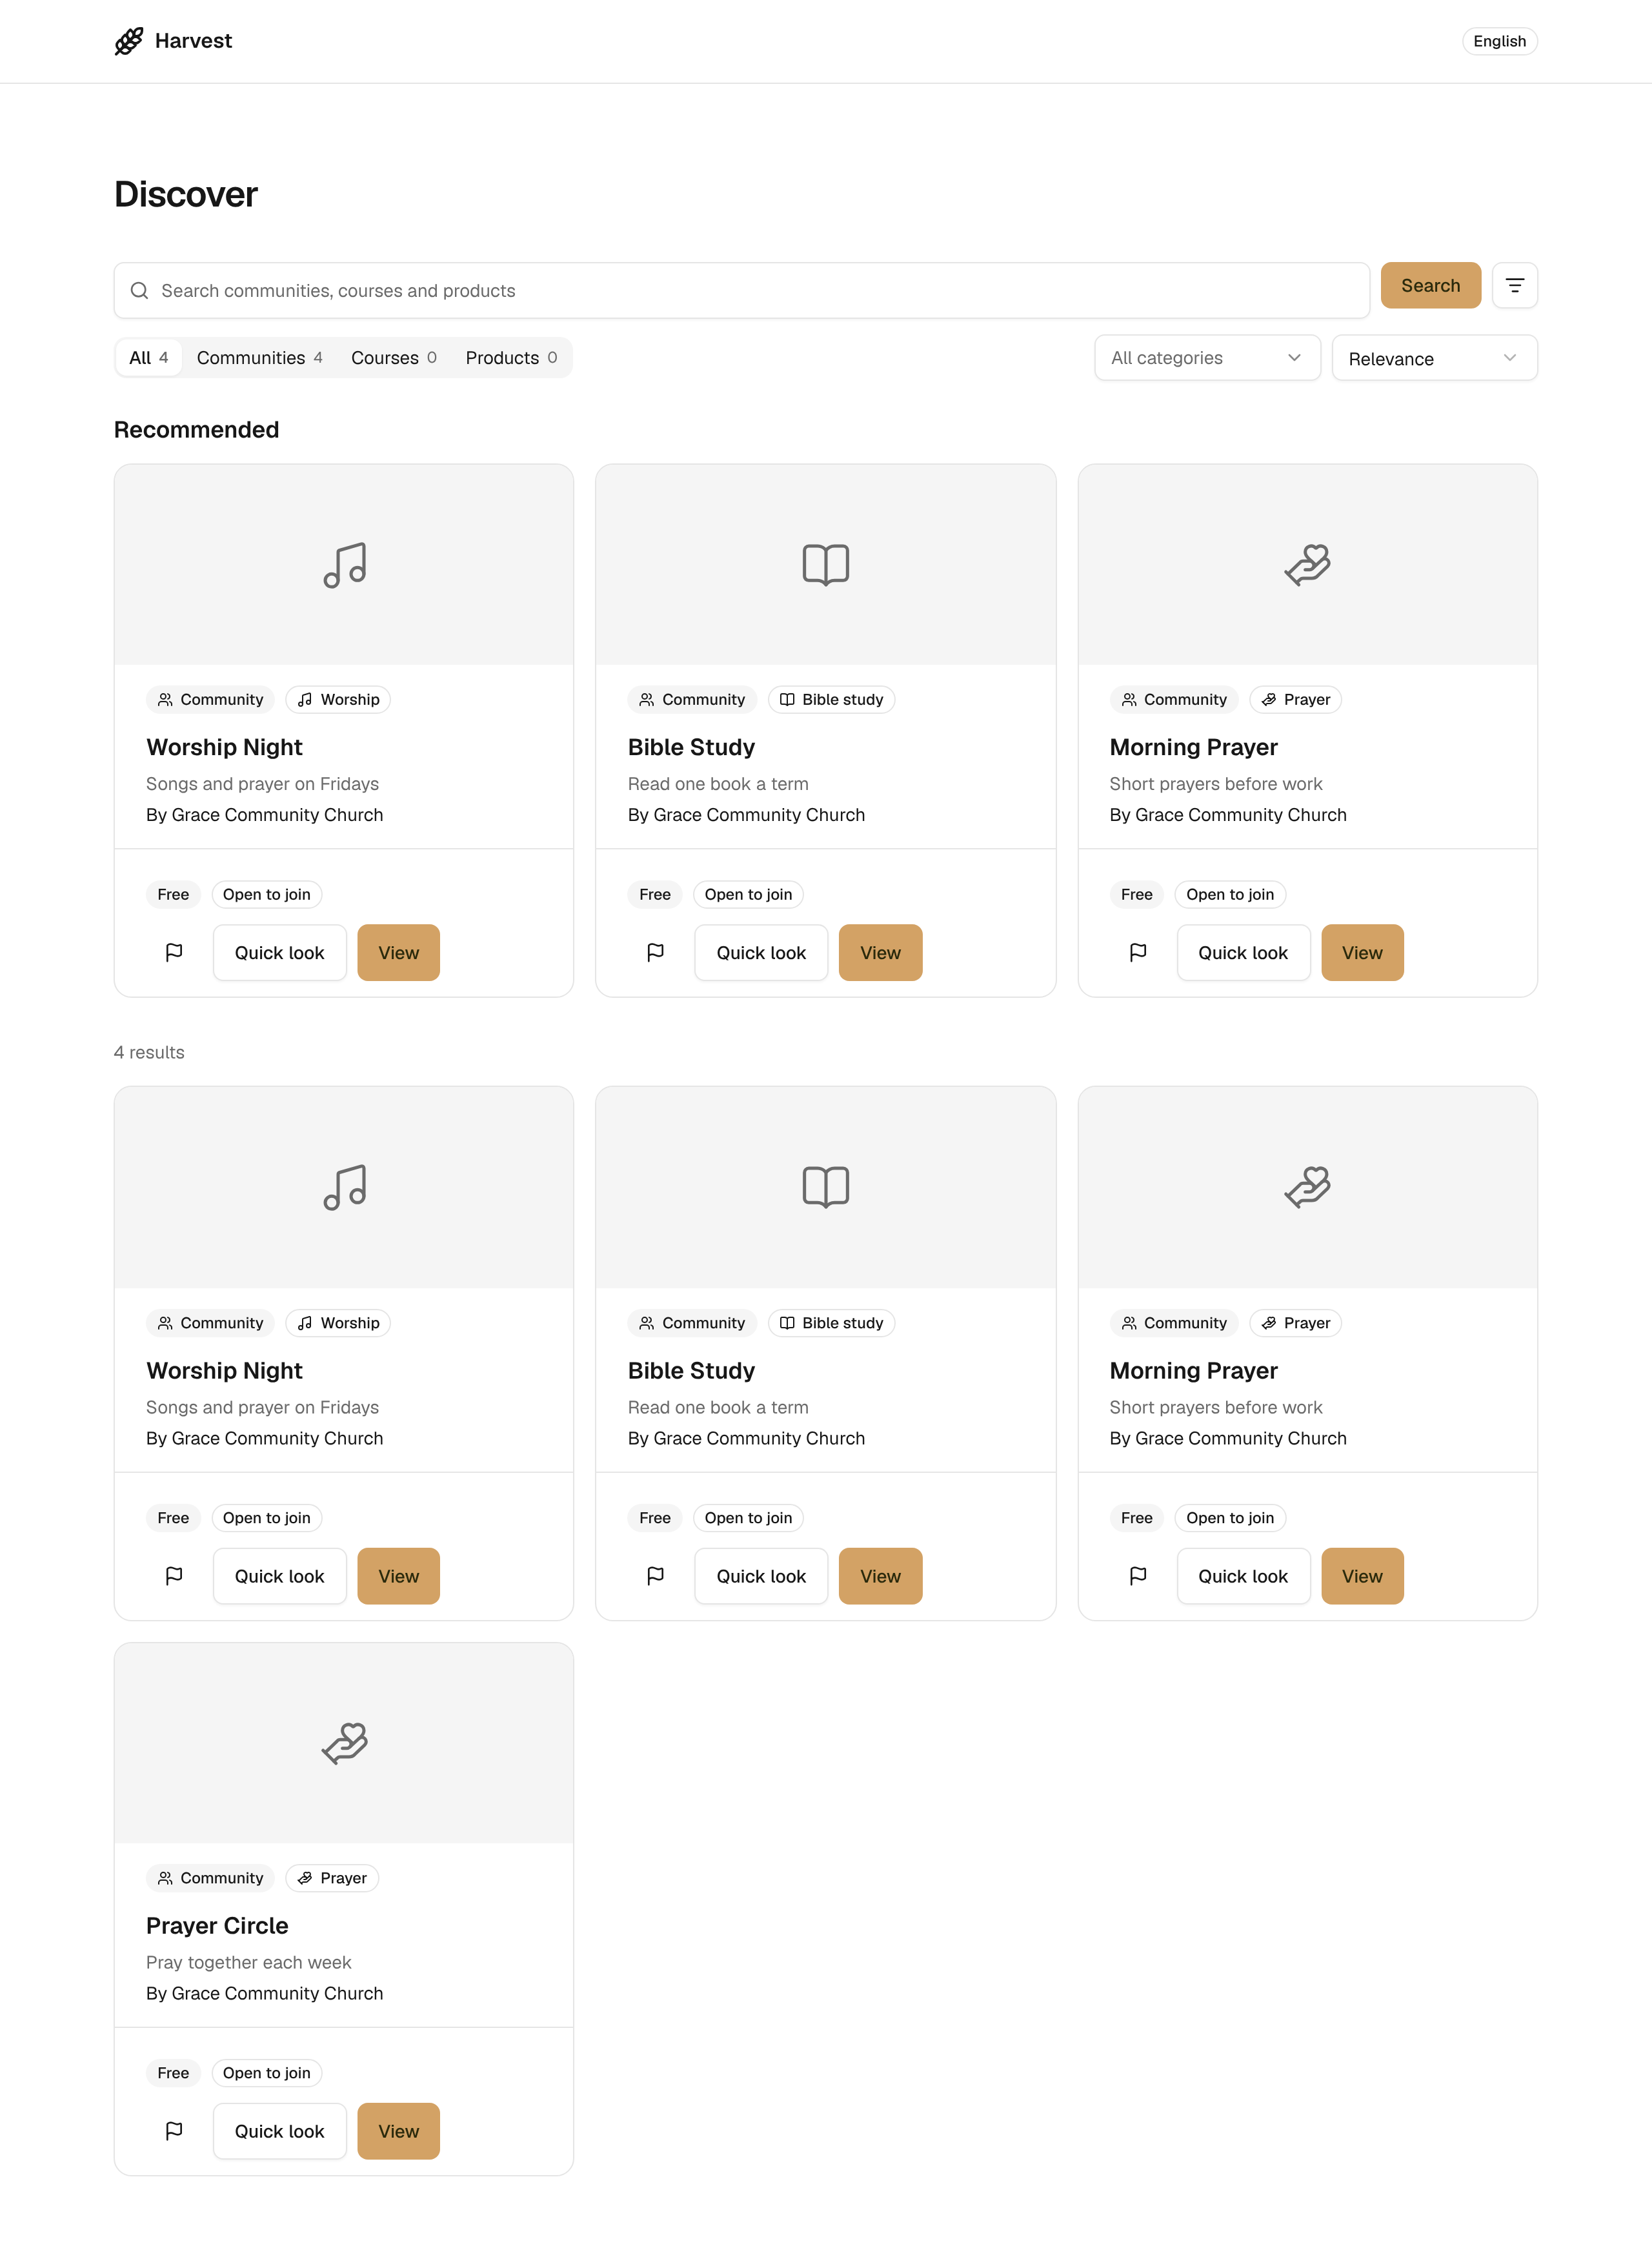 Harvest
English
Discover
Search communities, courses and products
Search
All 4 Communities 4 Courses 0 Products 0
All categories
Relevance
Recommended
Community Worship
Worship Night
Songs and prayer on Fridays
By Grace Community Church
Free Open to join
Quick look View
Community Bible study
Bible Study
Read one book a term
By Grace Community Church
Free Open to join
Quick look View
Community Prayer
Morning Prayer
Short prayers before work
By Grace Community Church
Free Open to join
Quick look View
4 results
Community Worship
Worship Night
Songs and prayer on Fridays
By Grace Community Church
Free Open to join
Quick look View
Community Bible study
Bible Study
Read one book a term
By Grace Community Church
Free Open to join
Quick look View
Community Prayer
Morning Prayer
Short prayers before work
By Grace Community Church
Free Open to join
Quick look View
Community Prayer
Prayer Circle
Pray together each week
By Grace Community Church
Free Open to join
Quick look View